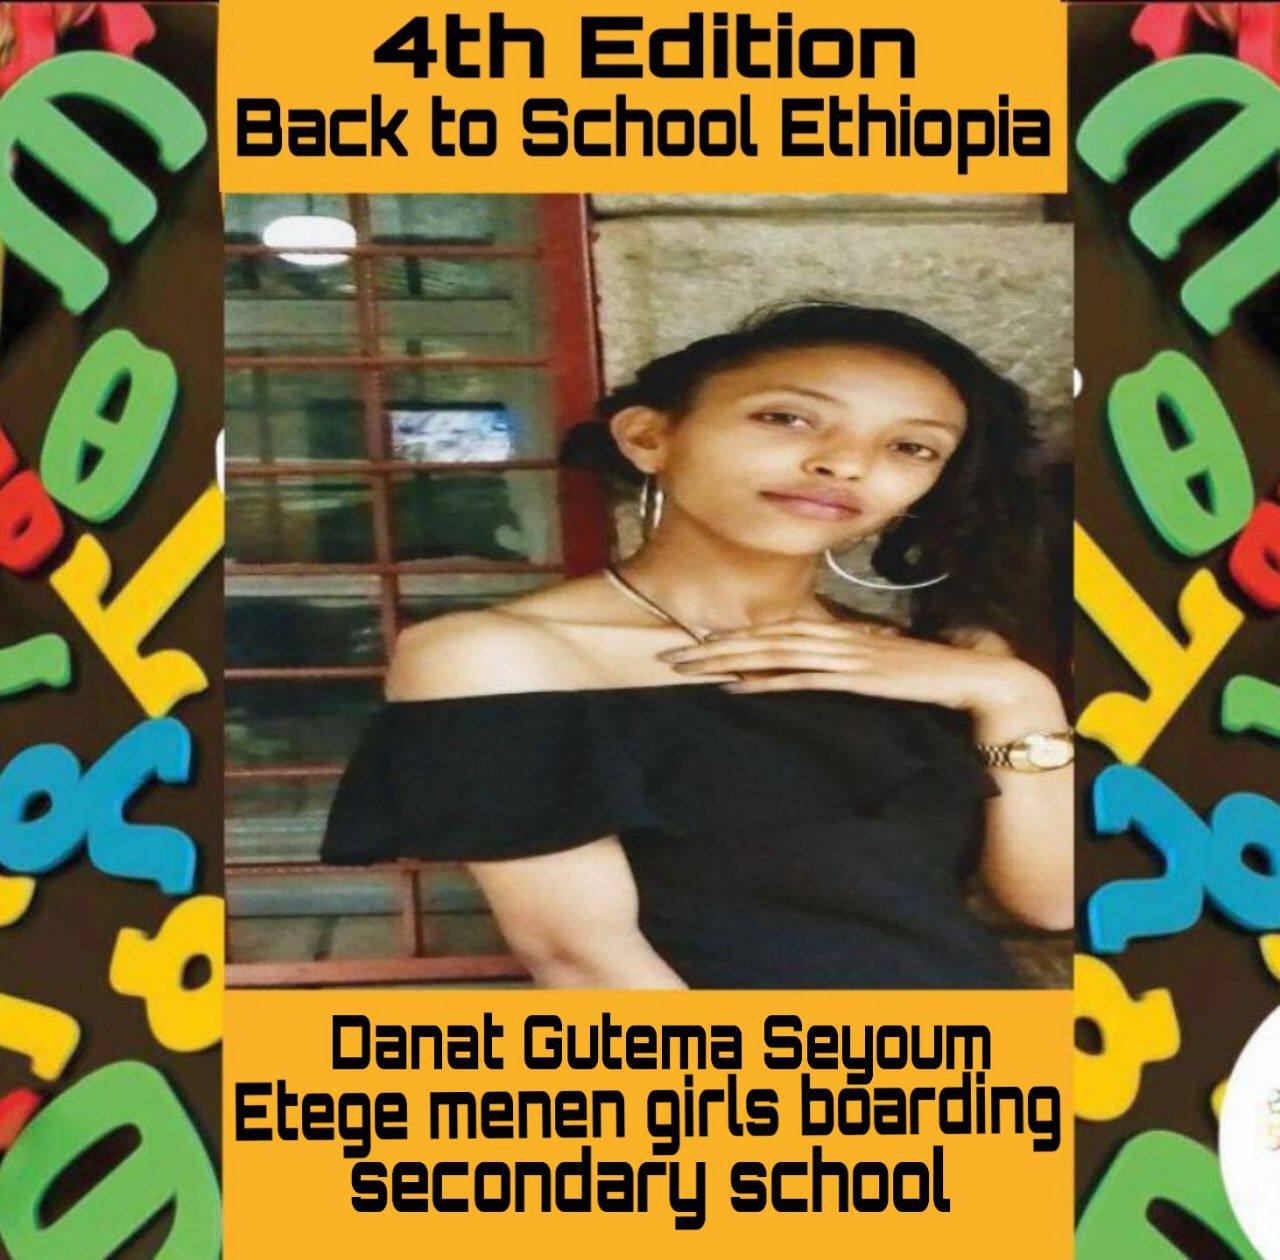 4th Edition
Back to School Ethiopia
Danat Gutema Seyoum
Etege menen girls boarding
secondary school